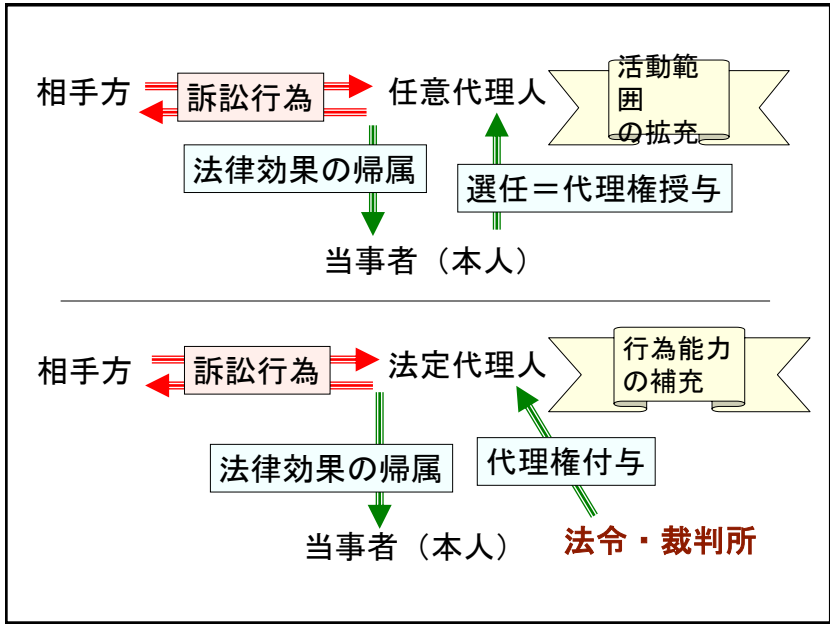 相手方
訴訟行為
任意代理人
活動範
囲
の拡充
法律効果の帰属
選任＝代理権授与
当事者（本人）
相手方
訴訟行為
法定代理人
行為能力
の補充
法律効果の帰属
代理権付与
当事者（本人）
法令・裁判所